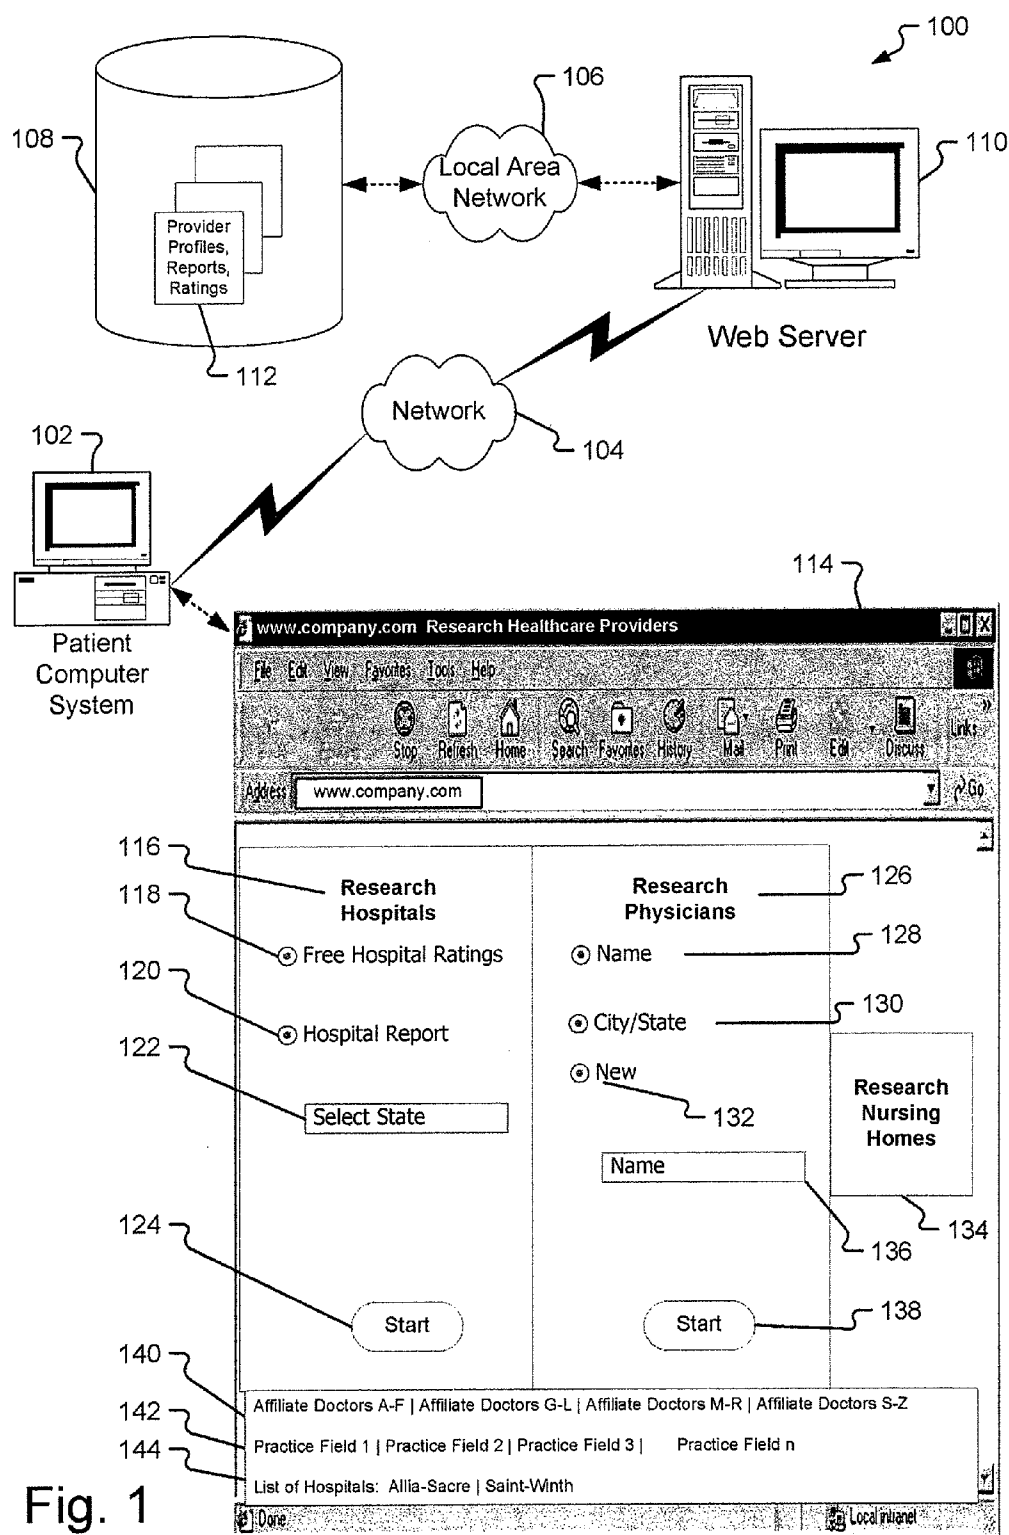 100
106
108
110
Local Area
Network
Provider
Profiles,
Reports,
Ratings
Web Server
112
Network
102
104
114
Patient
Computer
System
www.company.com Research Healthcare Providers
File Edit View Favorites Tools Help
Stop Refresh Home Search Favorites History Mail Print Edit Discuss Links »
Address www.company.com Go
116
Research
Hospitals
Research
Physicians
126
118
Free Hospital Ratings
Name
128
120
Hospital Report
City/State
130
122
New
132
Select State
Research
Nursing
Homes
Name
134
136
124
Start
Start
138
140
Affiliate Doctors A-F | Affiliate Doctors G-L | Affiliate Doctors M-R | Affiliate Doctors S-Z
142
Practice Field 1 | Practice Field 2 | Practice Field 3 | Practice Field n
144
List of Hospitals: Allia-Sacre | Saint-Winth
Fig. 1
Done
Local intranet